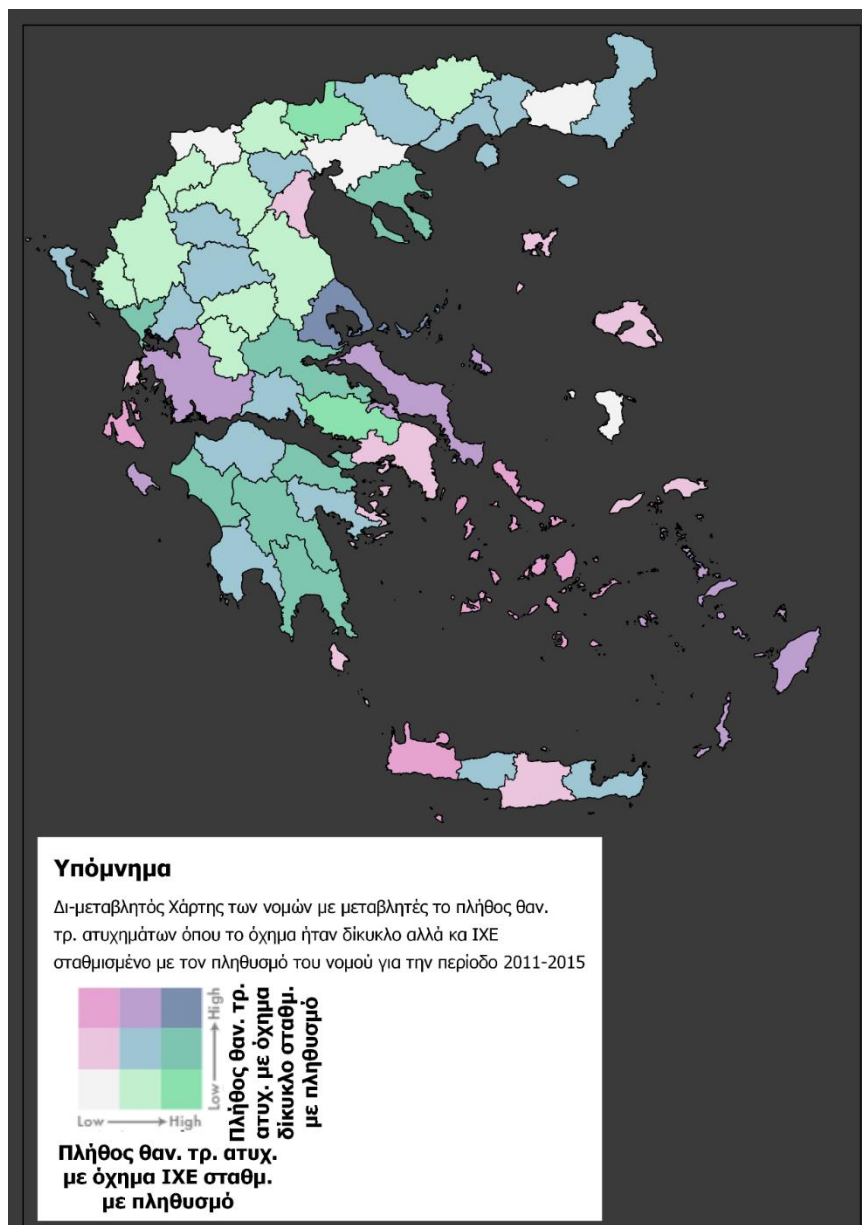 Υπόμνημα
Δι-μεταβλητός Χάρτης των νομών με μεταβλητές το πλήθος θαν.
τρ. ατυχημάτων όπου το όχημα ήταν δίκυκλο αλλά κα ΙΧΕ
σταθμισμένο με τον πληθυσμό του νομού για την περίοδο 2011-2015
Low
High
Πλήθος θαν. τρ.
ατυχ. με όχημα
δίκυκλο σταθμ.
με πληθυσμό
Low
High
Πλήθος θαν. τρ. ατυχ.
με όχημα ΙΧΕ σταθμ.
με πληθυσμό